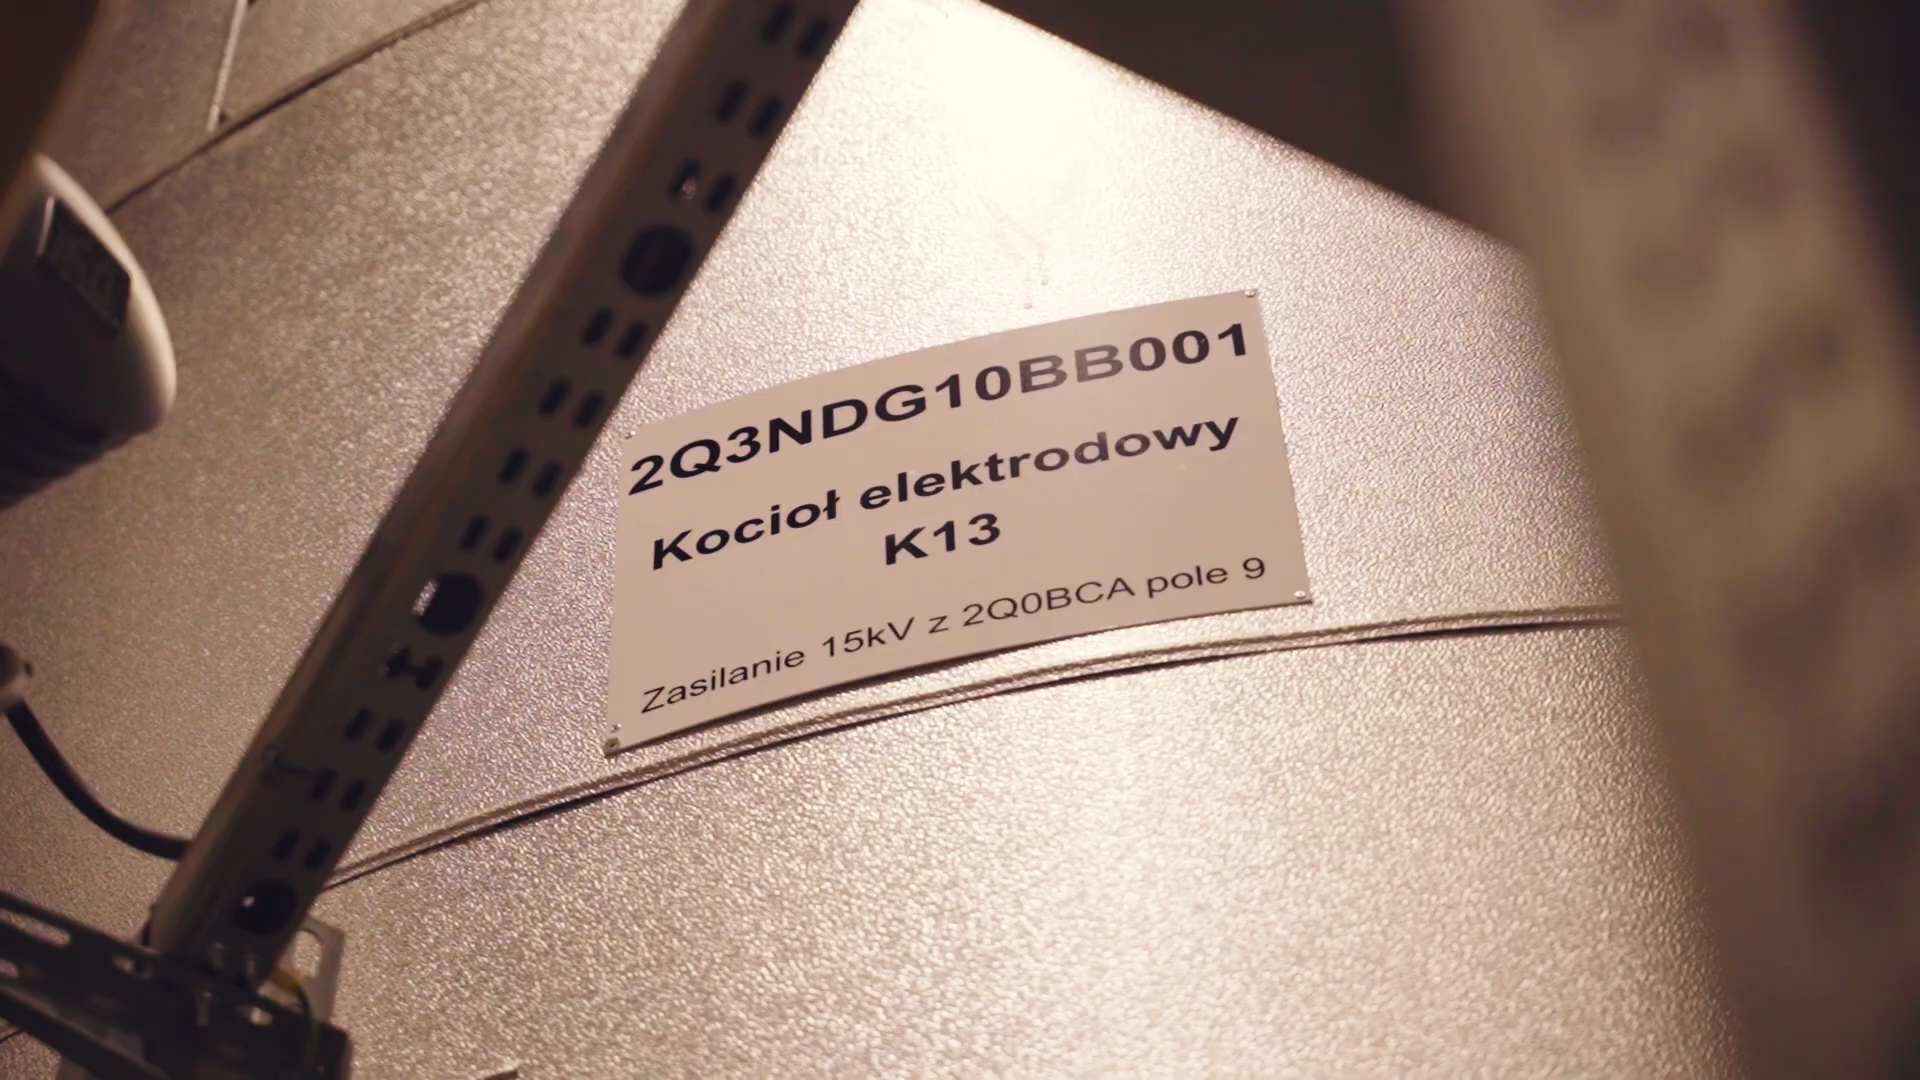 2Q3NDG10BB001
Kocioł elektrodowy
K13
Zasilanie 15kV z 2Q0BCA pole 9